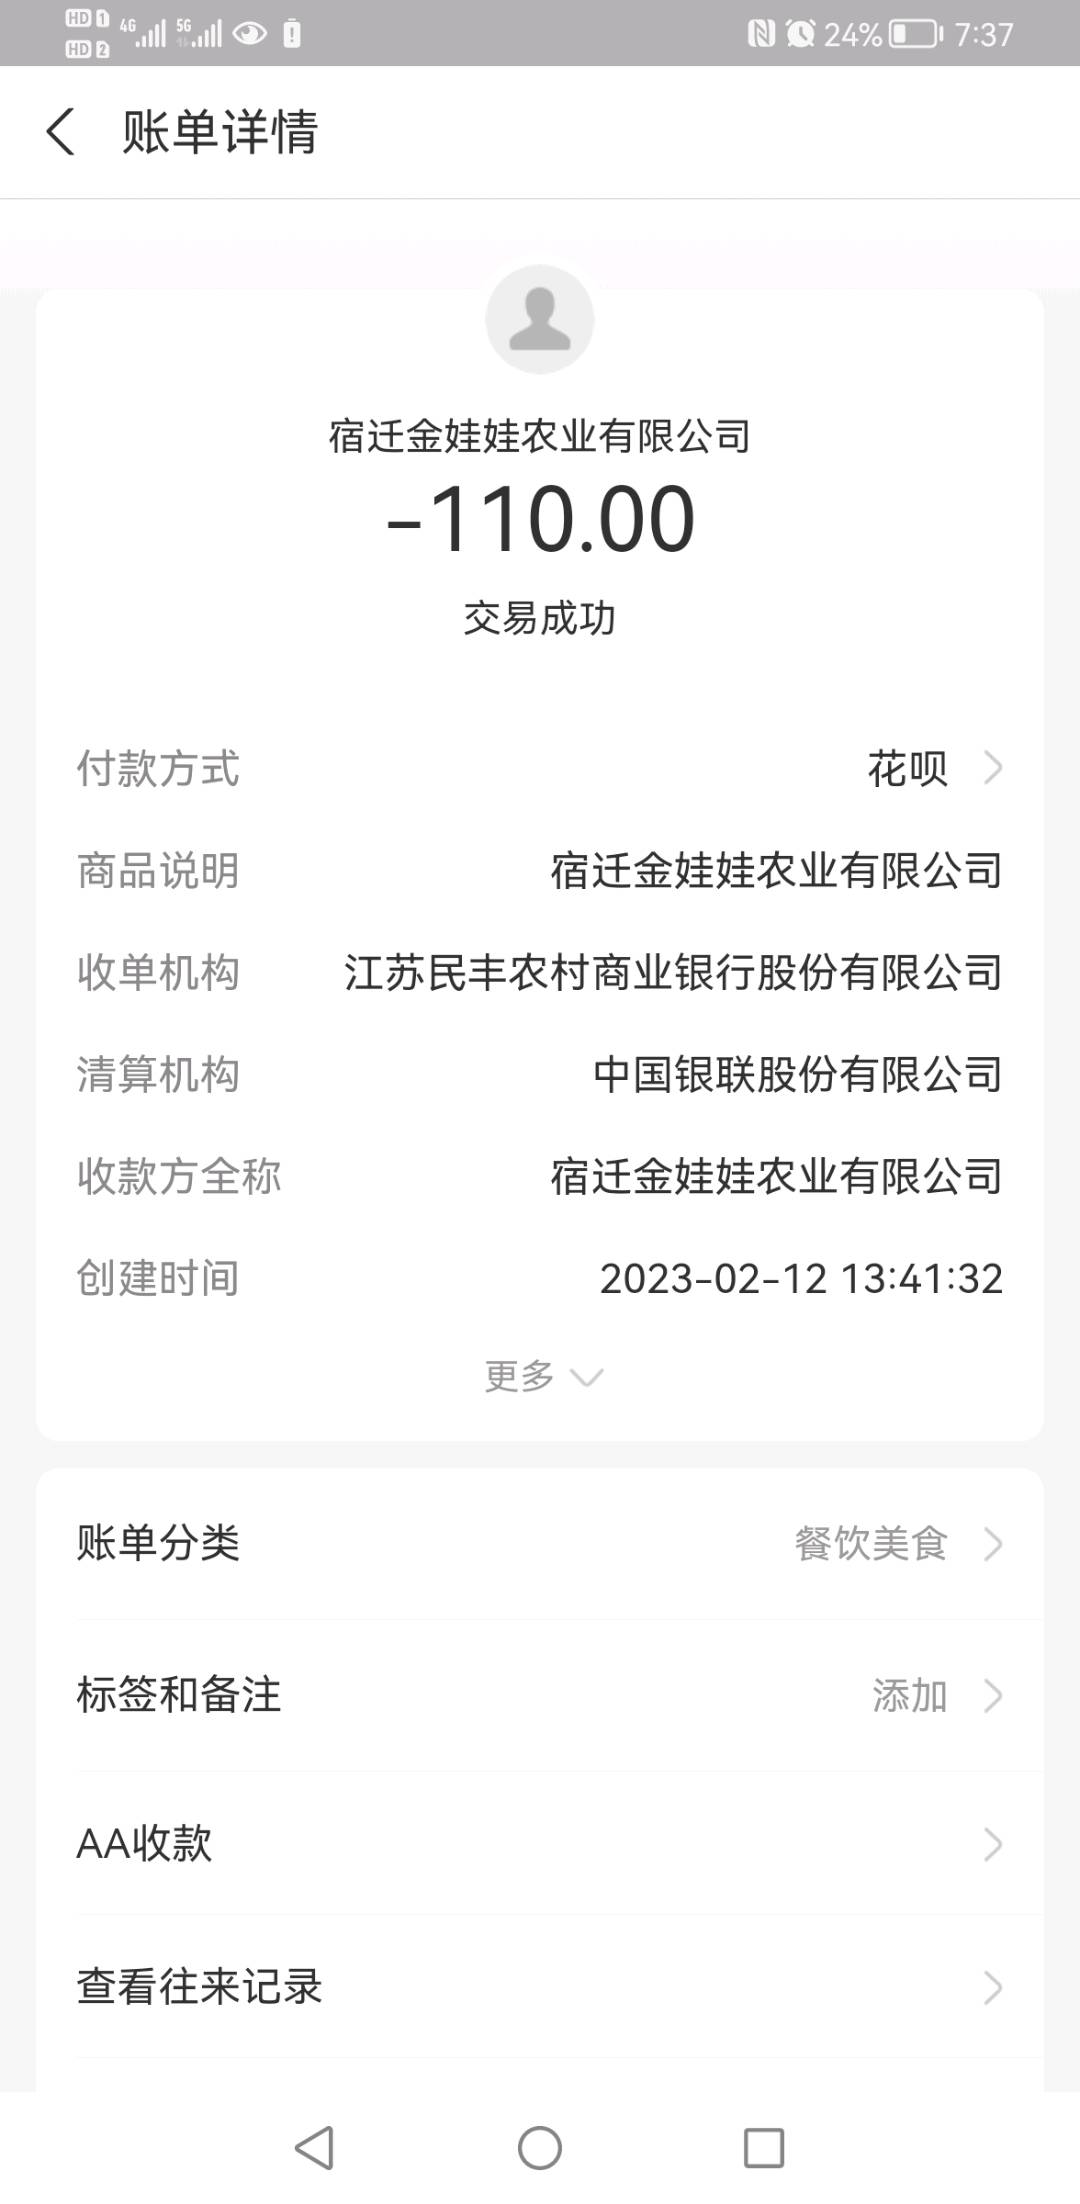 HD 1 4G 5G 24% 7:37
HD 2
账单详情
宿迁金娃娃农业有限公司
-110.00
交易成功
付款方式 花呗
商品说明 宿迁金娃娃农业有限公司
收单机构 江苏民丰农村商业银行股份有限公司
清算机构 中国银联股份有限公司
收款方全称 宿迁金娃娃农业有限公司
创建时间 2023-02-12 13:41:32
更多
账单分类 餐饮美食
标签和备注 添加
AA收款
查看往来记录